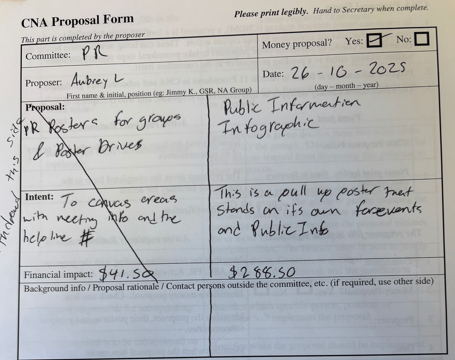 CNA Proposal Form
Please print legibly. Hand to Secretary when complete.
This part is completed by the proposer
Committee: PR
Money proposal? Yes: No:
Proposer: Aubrey L
First name & initial, position (eg: Jimmy K., GSR, NA Group)
Date: 26 - 10 - 2025
(day – month – year)
Proposal:
PR Posters for groups
& Poster Drives
Public Information
Infographic
this side
Intent: To canvas areas
with meeting info and the
helpline #
This is a pull up poster that
stands on its own for events
and Public Info
Financial impact: $41.50
$288.50
Background info / Proposal rationale / Contact persons outside the committee, etc. (if required, use other side)